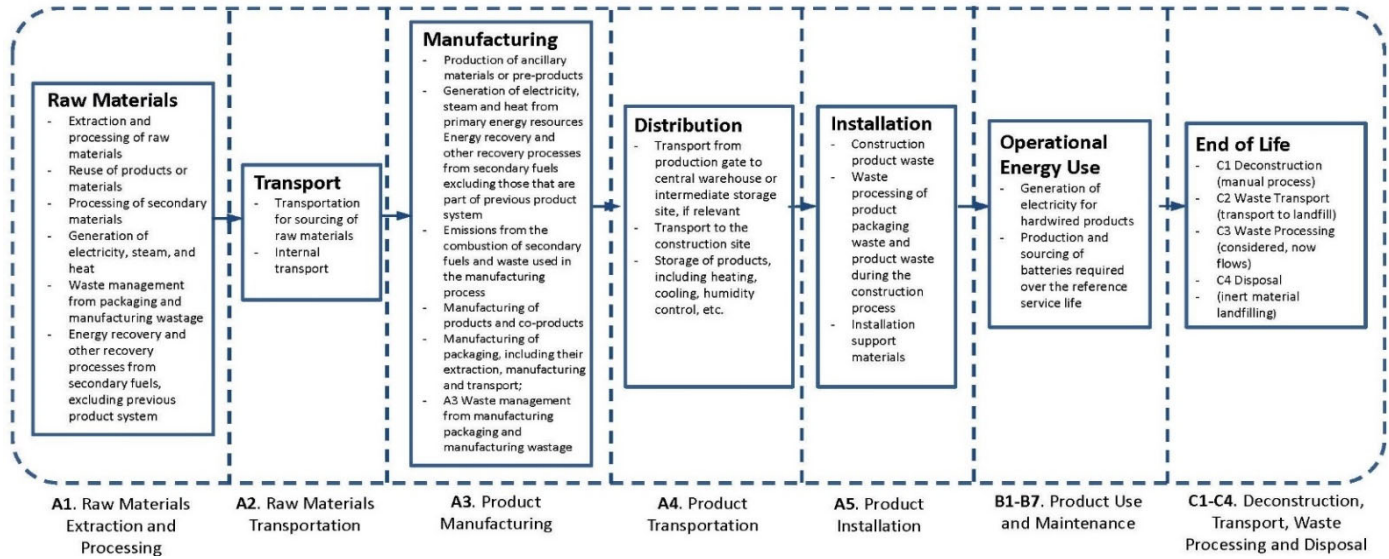 Raw Materials
- Extraction and
processing of raw
materials
- Reuse of products or
materials
- Processing of secondary
materials
- Generation of
electricity, steam, and
heat
- Waste management
from packaging and
manufacturing wastage
- Energy recovery and
other recovery
processes from
secondary fuels,
excluding previous
product system
Transport
- Transportation
for sourcing of
raw materials
- Internal
transport
Manufacturing
- Production of ancillary
materials or pre-products
- Generation of electricity,
steam and heat from
primary energy resources
Energy recovery and
other recovery processes
from secondary fuels
excluding those that are
part of previous product
system
- Emissions from the
combustion of secondary
fuels and waste used in
the manufacturing
process
- Manufacturing of
products and co-products
- Manufacturing of
packaging, including their
extraction, manufacturing
and transport;
- A3 Waste management
from manufacturing
packaging and
manufacturing wastage
Distribution
- Transport from
production gate to
central warehouse or
intermediate storage
site, if relevant
- Transport to the
construction site
- Storage of products,
including heating,
cooling, humidity
control, etc.
Installation
- Construction
product waste
- Waste
processing of
product
packaging
waste and
product waste
during the
construction
process
- Installation
support
materials
Operational
Energy Use
- Generation of
electricity for
hardwired products
- Production and
sourcing of
batteries required
over the reference
service life
End of Life
- C1 Deconstruction
(manual process)
- C2 Waste Transport
(transport to landfill)
- C3 Waste Processing
(considered, now
flows)
- C4 Disposal
- (inert material
landfilling)
A1. Raw Materials
Extraction and
Processing
A2. Raw Materials
Transportation
A3. Product
Manufacturing
A4. Product
Transportation
A5. Product
Installation
B1-B7. Product Use
and Maintenance
C1-C4. Deconstruction,
Transport, Waste
Processing and Disposal